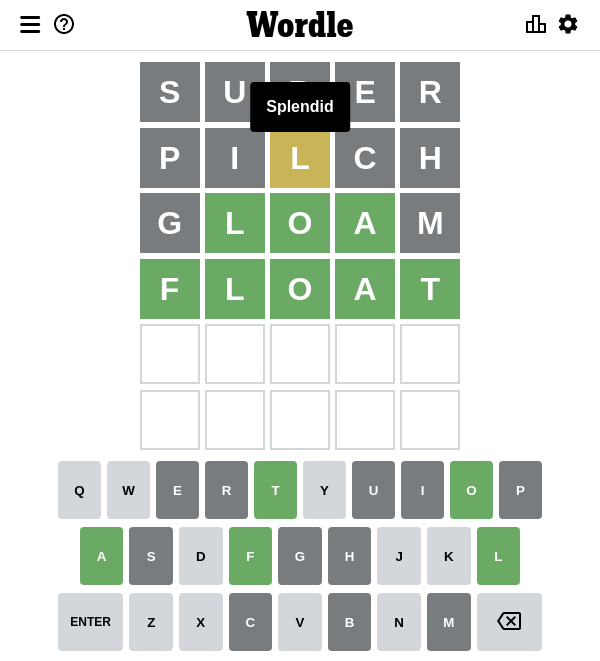 Wordle
S U E R
Splendid
P I L C H
G L O A M
F L O A T
Q W E R T Y U I O P
A S D F G H J K L
ENTER Z X C V B N M